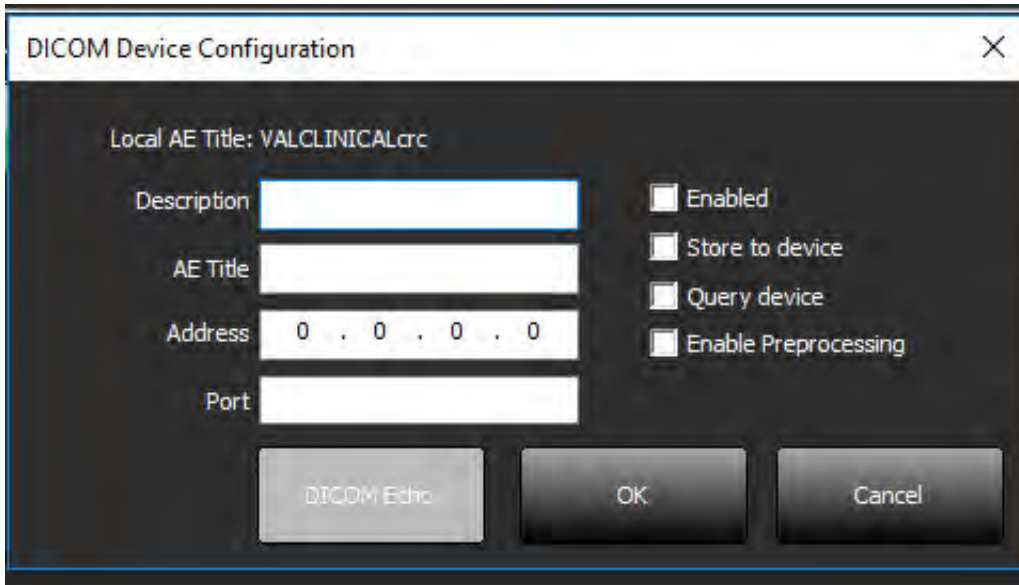 DICOM Device Configuration
Local AE Title: VALCLINICALcrc
Description
Enabled
Store to device
AE Title
Query device
Address 0 . 0 . 0 . 0
Enable Preprocessing
Port
DICOM Echo
OK
Cancel